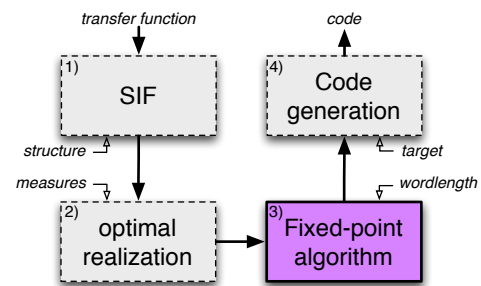 transfer function
1)
SIF
structure
measures
2)
optimal
realization
code
4)
Code
generation
target
wordlength
3)
Fixed-point
algorithm